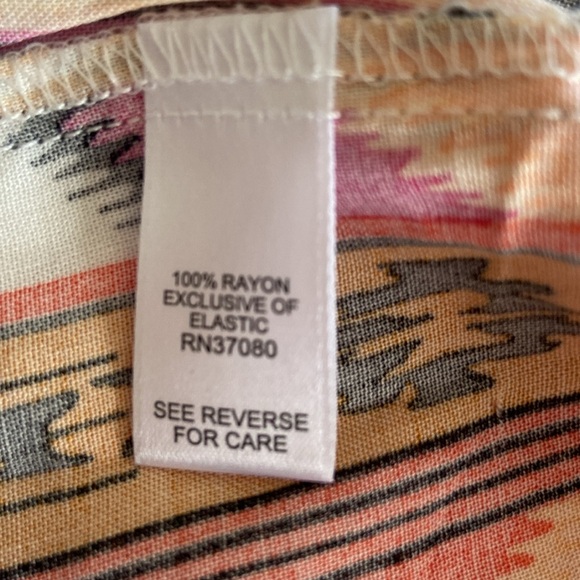 100% RAYON
EXCLUSIVE OF
ELASTIC
RN37080
SEE REVERSE
FOR CARE